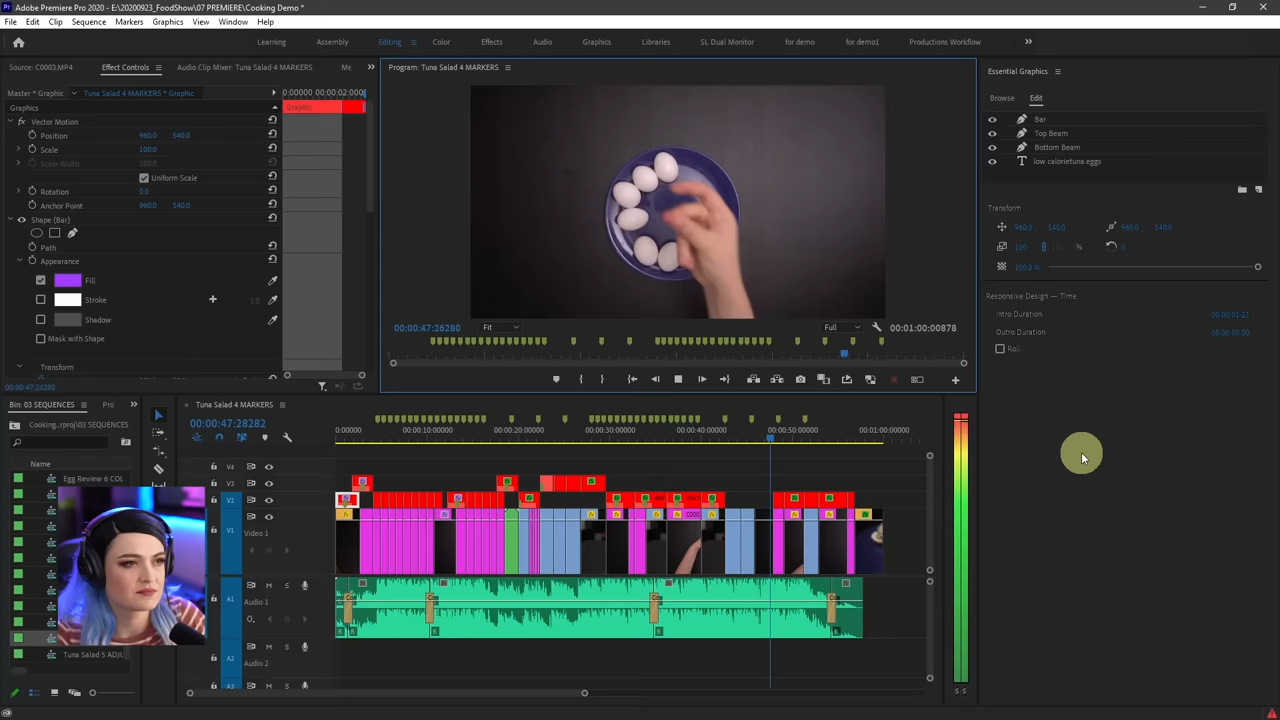 Adobe Premiere Pro 2020 - E:\20200923_FoodShow\07 PREMIERE\Cooking Demo *
File Edit Clip Sequence Markers Graphics View Window Help
Learning Assembly Editing Color Effects Audio Graphics Libraries SL Dual Monitor for demo for demo1 Productions Workflow
Source: C0003.MP4 Effect Controls Audio Clip Mixer: Tuna Salad 4 MARKERS Me
Program: Tuna Salad 4 MARKERS
Essential Graphics
Master * Graphic Tuna Salad 4 MARKERS * Graphic
0:00000 00:00:02:000
Browse Edit
Graphics
Graphic
Vector Motion
Position 960.0 540.0
Scale 100.0
Scale Width 100.0
Uniform Scale
Rotation 0.0
Anchor Point 960.0 540.0
Shape (Bar)
Path
Appearance
Fill
Stroke 1.0
Shadow
Mask with Shape
Transform
00:00:47:26280
Bar
Top Beam
Bottom Beam
low calorietuna eggs
Transform
960.0 540.0 960.0 540.0
100 % 0
100.0 %
Responsive Design — Time
Intro Duration 00:00:01:23
Outro Duration 00:00:00:00
Roll
00:00:47:26280 Fit Full 00:01:00:00878
Bin: 03 SEQUENCES Pro
Cooking...rproj\03 SEQUENCES
Name
Egg Review 6 COL
Tuna Salad 5 ADJU
Tuna Salad 4 MARKERS
00:00:47:28282
0:00000 00:00:10:00000 00:00:20:00000 00:00:30:00000 00:00:40:00000 00:00:50:00000 00:01:00:00000
V4
V3
V2
V1 Video 1
A1 M S
Audio 1
A2 M S
Audio 2
A3 M S
S S